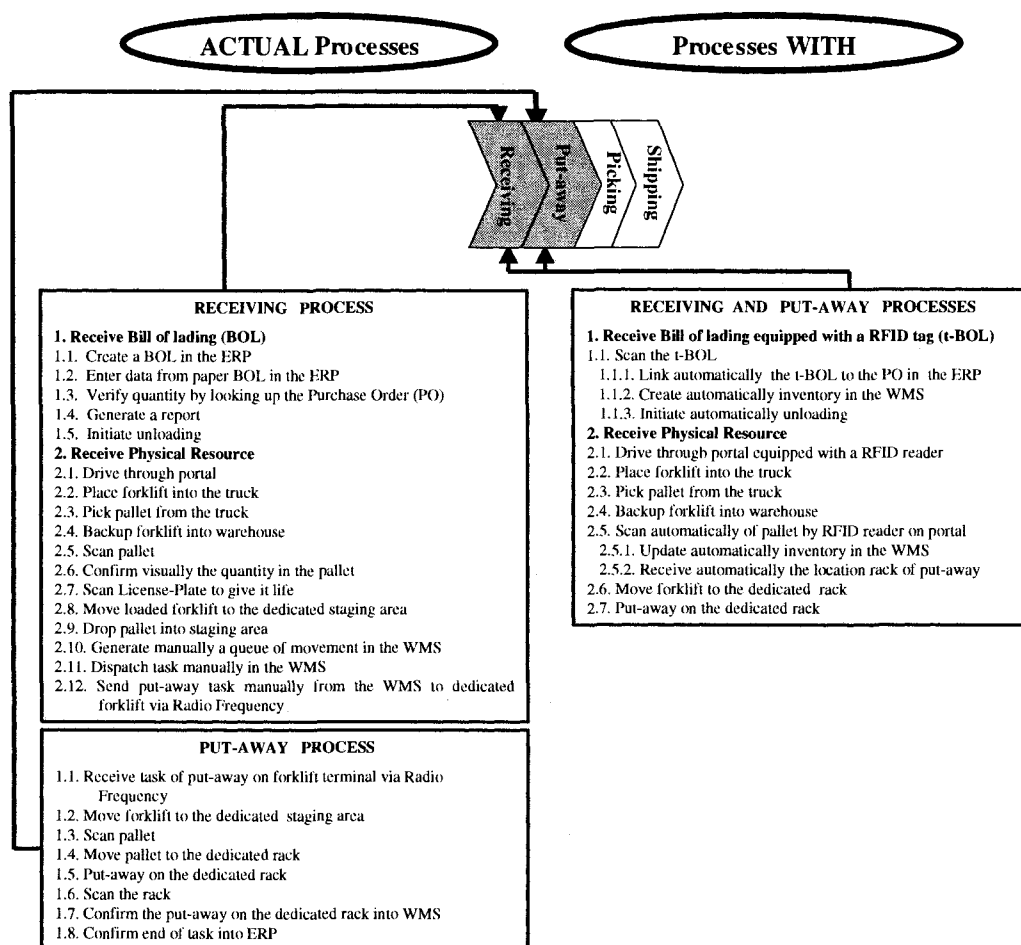 ACTUAL Processes
Processes WITH
Receiving
Put-away
Picking
Shipping
RECEIVING PROCESS
1. Receive Bill of lading (BOL)
1.1. Create a BOL in the ERP
1.2. Enter data from paper BOL in the ERP
1.3. Verify quantity by looking up the Purchase Order (PO)
1.4. Generate a report
1.5. Initiate unloading
2. Receive Physical Resource
2.1. Drive through portal
2.2. Place forklift into the truck
2.3. Pick pallet from the truck
2.4. Backup forklift into warehouse
2.5. Scan pallet
2.6. Confirm visually the quantity in the pallet
2.7. Scan License-Plate to give it life
2.8. Move loaded forklift to the dedicated staging area
2.9. Drop pallet into staging area
2.10. Generate manually a queue of movement in the WMS
2.11. Dispatch task manually in the WMS
2.12. Send put-away task manually from the WMS to dedicated
forklift via Radio Frequency
PUT-AWAY PROCESS
1.1. Receive task of put-away on forklift terminal via Radio
Frequency
1.2. Move forklift to the dedicated staging area
1.3. Scan pallet
1.4. Move pallet to the dedicated rack
1.5. Put-away on the dedicated rack
1.6. Scan the rack
1.7. Confirm the put-away on the dedicated rack into WMS
1.8. Confirm end of task into ERP
RECEIVING AND PUT-AWAY PROCESSES
1. Receive Bill of lading equipped with a RFID tag (t-BOL)
1.1. Scan the t-BOL
1.1.1. Link automatically the t-BOL to the PO in the ERP
1.1.2. Create automatically inventory in the WMS
1.1.3. Initiate automatically unloading
2. Receive Physical Resource
2.1. Drive through portal equipped with a RFID reader
2.2. Place forklift into the truck
2.3. Pick pallet from the truck
2.4. Backup forklift into warehouse
2.5. Scan automatically of pallet by RFID reader on portal
2.5.1. Update automatically inventory in the WMS
2.5.2. Receive automatically the location rack of put-away
2.6. Move forklift to the dedicated rack
2.7. Put-away on the dedicated rack